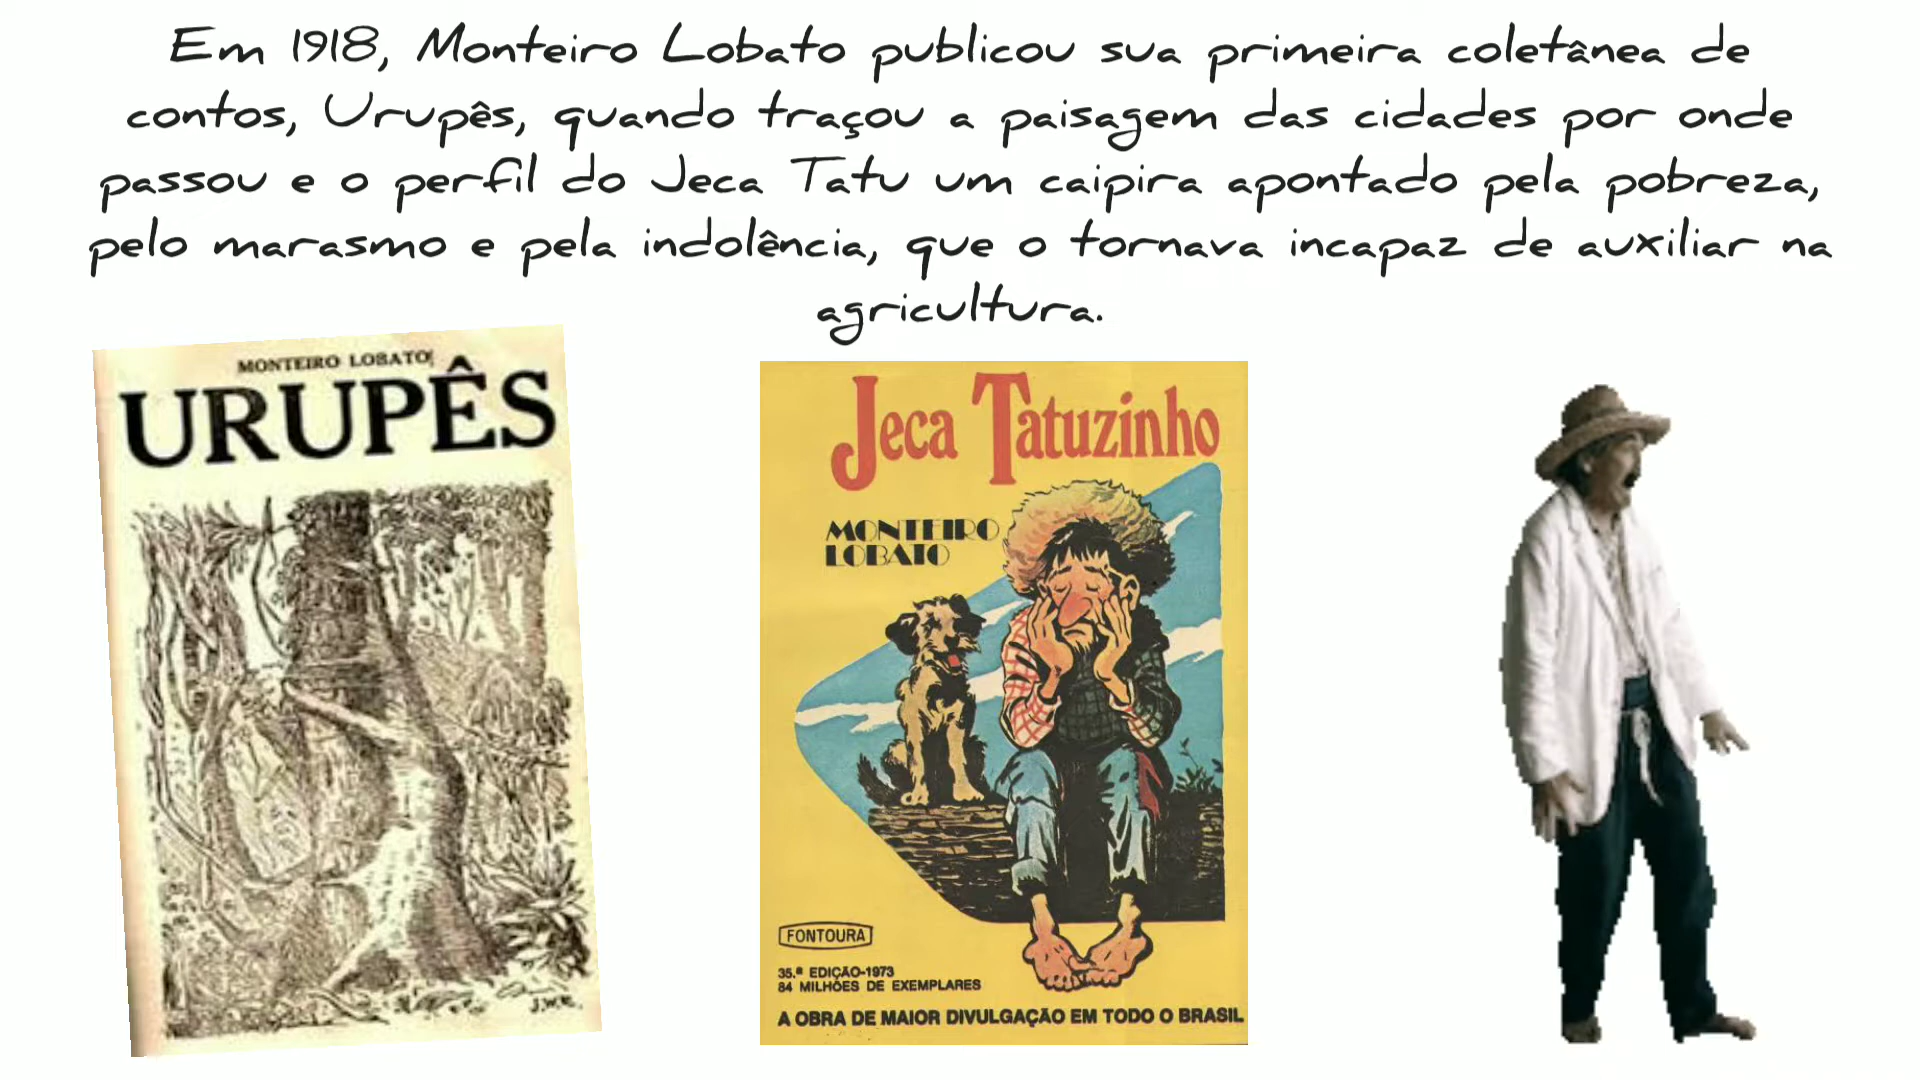 Em 1918, Monteiro Lobato publicou sua primeira coletânea de
contos, Urupês, quando traçou a paisagem das cidades por onde
passou e o perfil do Jeca Tatu um caipira apontado pela pobreza,
pelo marasmo e pela indolência, que o tornava incapaz de auxiliar na
agricultura.
MONTEIRO LOBATO
URUPÊS
J.W.R.
Jeca Tatuzinho
MONTEIRO
LOBATO
FONTOURA
35.ª EDIÇÃO-1973
84 MILHÕES DE EXEMPLARES
A OBRA DE MAIOR DIVULGAÇÃO EM TODO O BRASIL